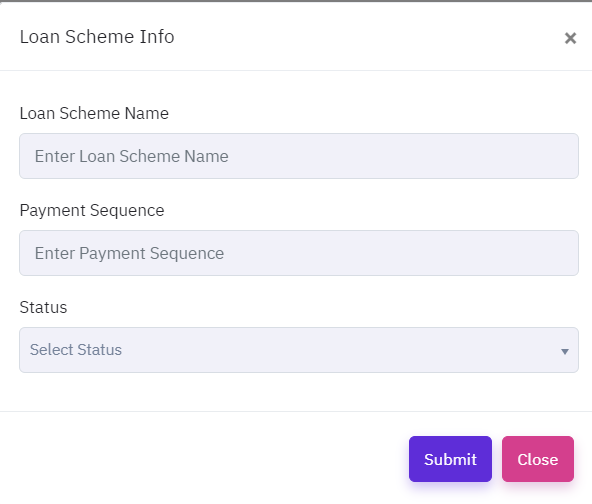 Loan Scheme Info
×
Loan Scheme Name
Enter Loan Scheme Name
Payment Sequence
Enter Payment Sequence
Status
Select Status
Submit Close